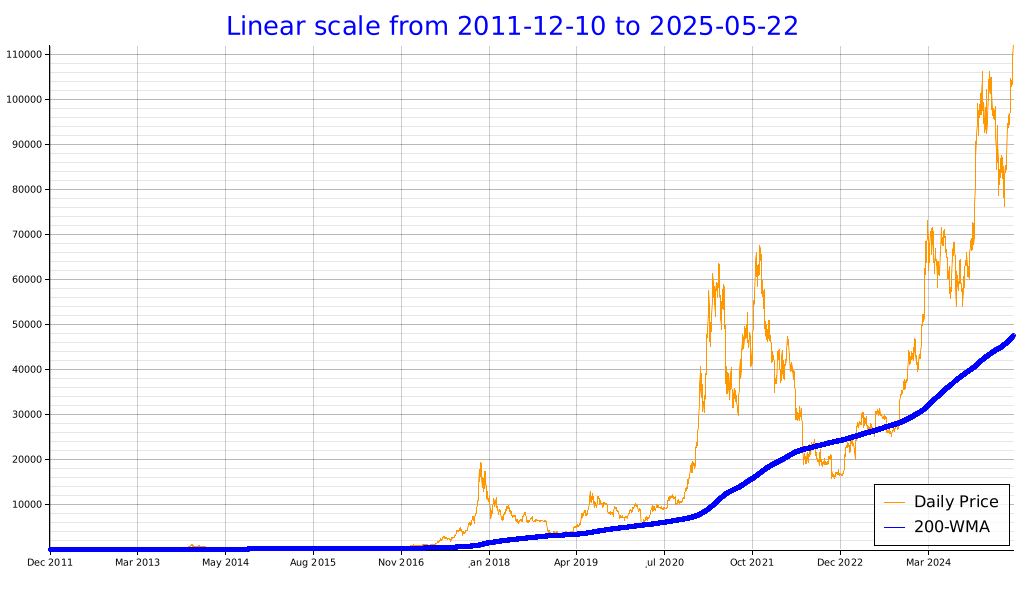 Linear scale from 2011-12-10 to 2025-05-22
110000
100000
90000
80000
70000
60000
50000
40000
30000
20000
10000
Daily Price
200-WMA
Dec 2011 Mar 2013 May 2014 Aug 2015 Nov 2016 Jan 2018 Apr 2019 Jul 2020 Oct 2021 Dec 2022 Mar 2024